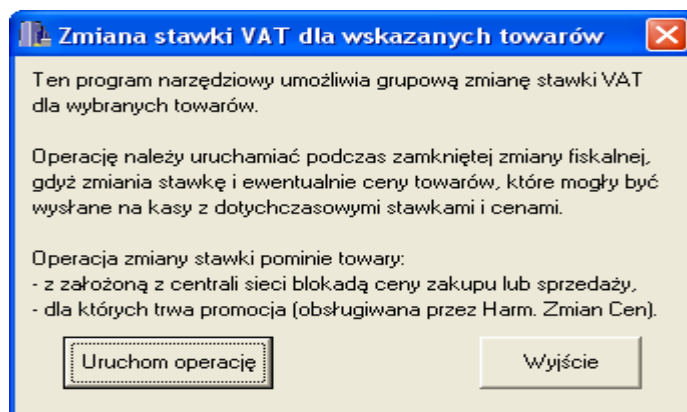 Zmiana stawki VAT dla wskazanych towarów
Ten program narzędziowy umożliwia grupową zmianę stawki VAT
dla wybranych towarów.
Operację należy uruchamiać podczas zamkniętej zmiany fiskalnej,
gdyż zmiania stawkę i ewentualnie ceny towarów, które mogły być
wysłane na kasy z dotychczasowymi stawkami i cenami.
Operacja zmiany stawki pominie towary:
- z założoną z centrali sieci blokadą ceny zakupu lub sprzedaży,
- dla których trwa promocja (obsługiwana przez Harm. Zmian Cen).
Uruchom operację
Wyjście